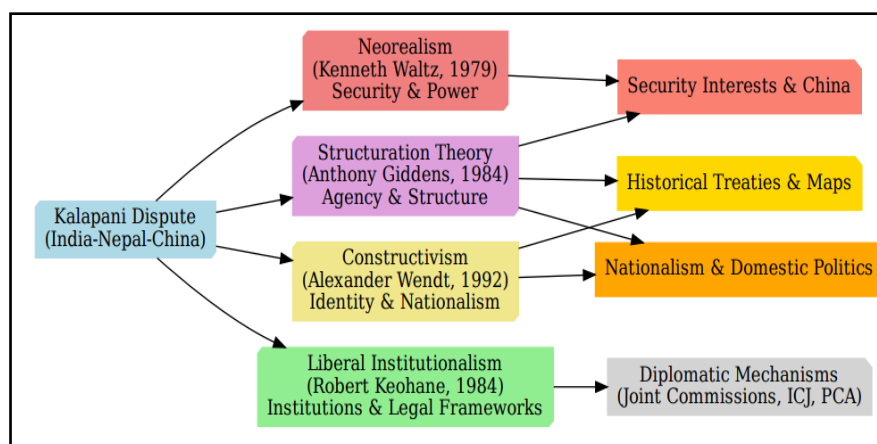 Kalapani Dispute
(India-Nepal-China)
Neorealism
(Kenneth Waltz, 1979)
Security & Power
Structuration Theory
(Anthony Giddens, 1984)
Agency & Structure
Constructivism
(Alexander Wendt, 1992)
Identity & Nationalism
Liberal Institutionalism
(Robert Keohane, 1984)
Institutions & Legal Frameworks
Security Interests & China
Historical Treaties & Maps
Nationalism & Domestic Politics
Diplomatic Mechanisms
(Joint Commissions, ICJ, PCA)